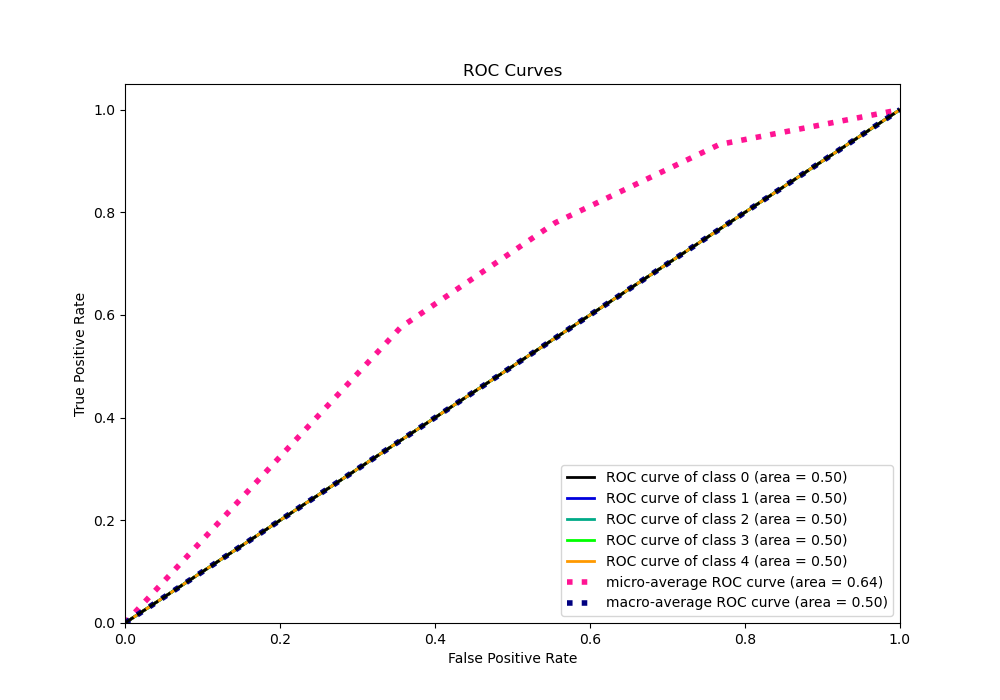 ROC Curves
True Positive Rate
1.0
0.8
0.6
0.4
0.2
0.0
0.0 0.2 0.4 0.6 0.8 1.0
False Positive Rate
ROC curve of class 0 (area = 0.50)
ROC curve of class 1 (area = 0.50)
ROC curve of class 2 (area = 0.50)
ROC curve of class 3 (area = 0.50)
ROC curve of class 4 (area = 0.50)
micro-average ROC curve (area = 0.64)
macro-average ROC curve (area = 0.50)